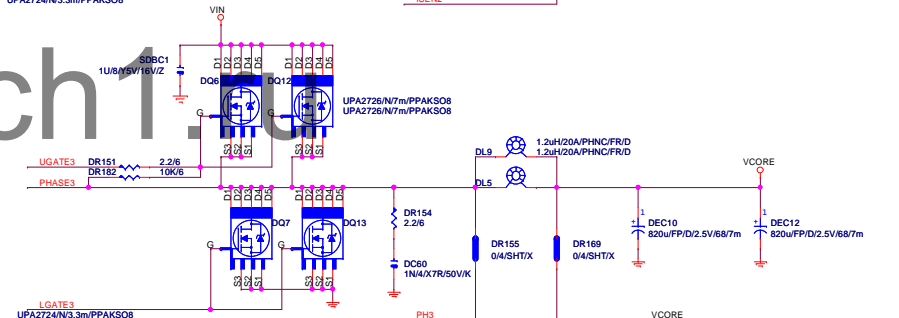 UPA2724/N/3.3m/PPAKSO8
VIN
SDBC1
1U/8/Y5V/16V/Z
D1 D2 D3 D4 D5 D1 D2 D3 D4 D5
DQ6 DQ12
UPA2726/N/7m/PPAKSO8
UPA2726/N/7m/PPAKSO8
G G
S3 S2 S1 S3 S2 S1
ch1.ru
UGATE3 DR151 2.2/6
DR182 10K/6
PHASE3
DL9 1.2uH/20A/PHNC/FR/D
1.2uH/20A/PHNC/FR/D
DL5
VCORE
D1 D2 D3 D4 D5 D1 D2 D3 D4 D5
DQ7 DQ13
G G
S3 S2 S1 S3 S2 S1
DR154
2.2/6
DC60
1N/4/X7R/50V/K
DR155
0/4/SHT/X
DR169
0/4/SHT/X
1
+
DEC10
820u/FP/D/2.5V/68/7m
1
+
DEC12
820u/FP/D/2.5V/68/7m
LGATE3
UPA2724/N/3.3m/PPAKSO8
PH3
VCORE